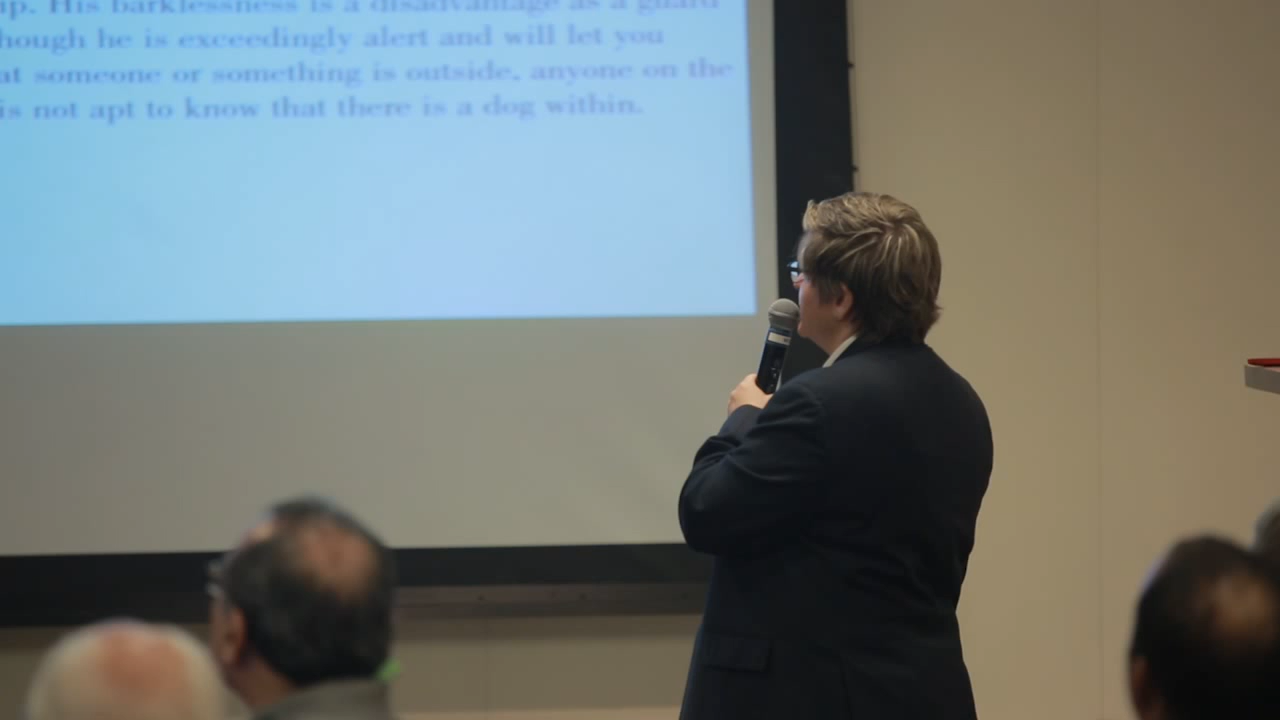 ip. His barklessness is a disadvantage as a guard
hough he is exceedingly alert and will let you
at someone or something is outside, anyone on the
is not apt to know that there is a dog within.